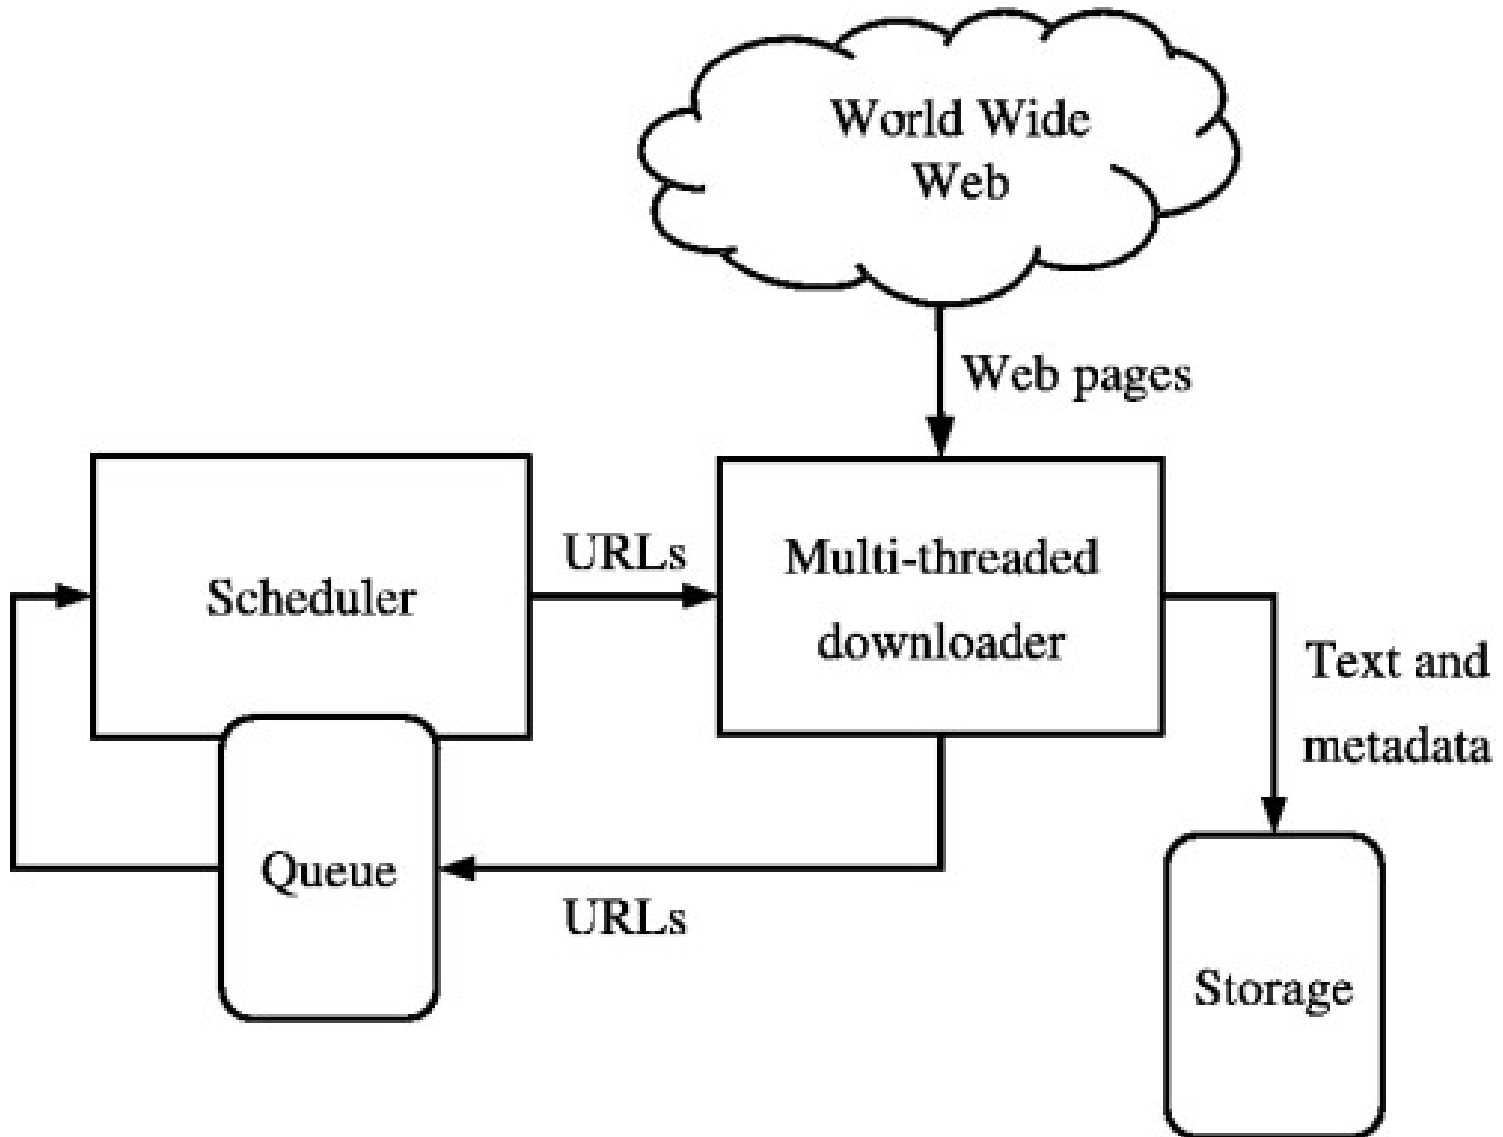 World Wide
Web
Web pages
URLs
Multi-threaded
downloader
Scheduler
Text and
metadata
Queue
URLs
Storage